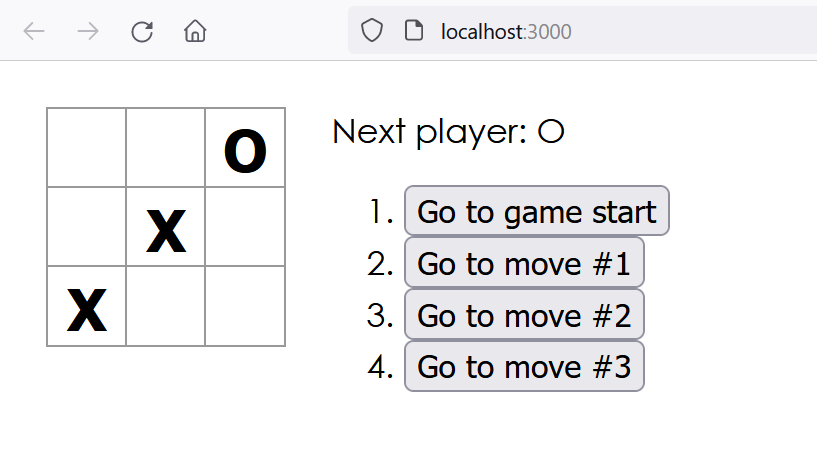 localhost:3000
Next player: O
O
X
X
1. Go to game start
2. Go to move #1
3. Go to move #2
4. Go to move #3